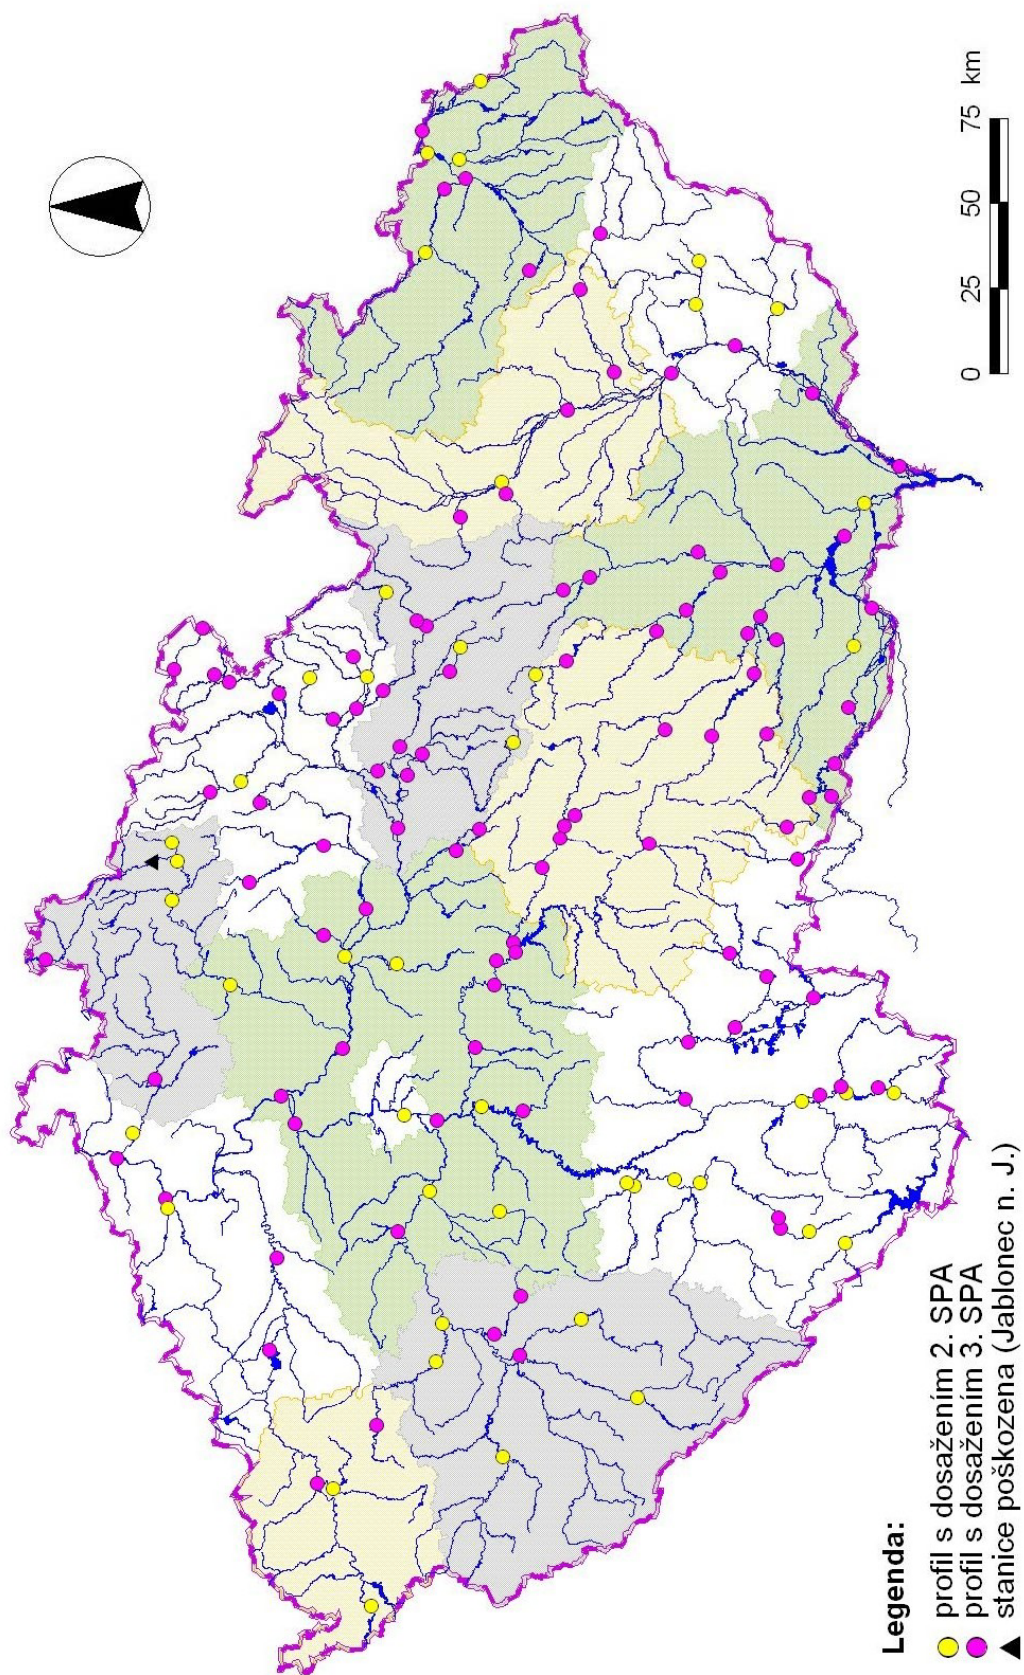 Legenda:
profil s dosažením 2. SPA
profil s dosažením 3. SPA
stanice poškozena (Jablonec n. J.)
0 25 50 75 km